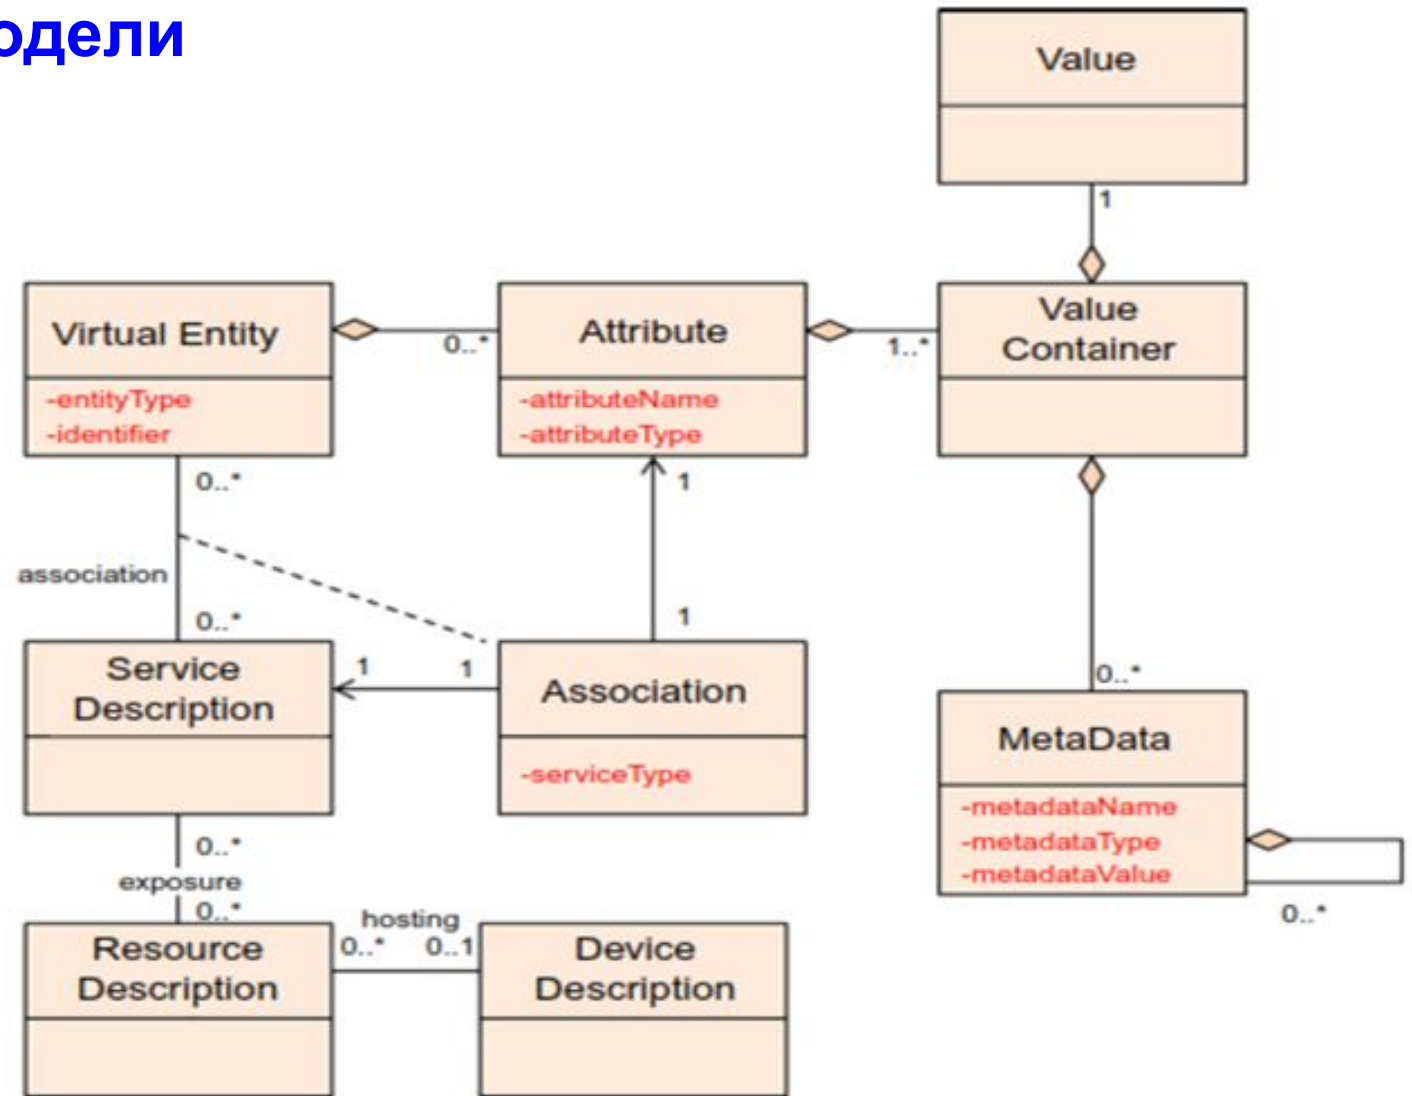 одели
Value
1
Virtual Entity
-entityType
-identifier
0..*
Attribute
-attributeName
-attributeType
1..*
Value
Container
0..*
association
0..*
1
1
Service
Description
1
1
Association
-serviceType
0..*
MetaData
-metadataName
-metadataType
-metadataValue
0..*
0..*
exposure
0..*
hosting
0..*
0..1
Resource
Description
Device
Description